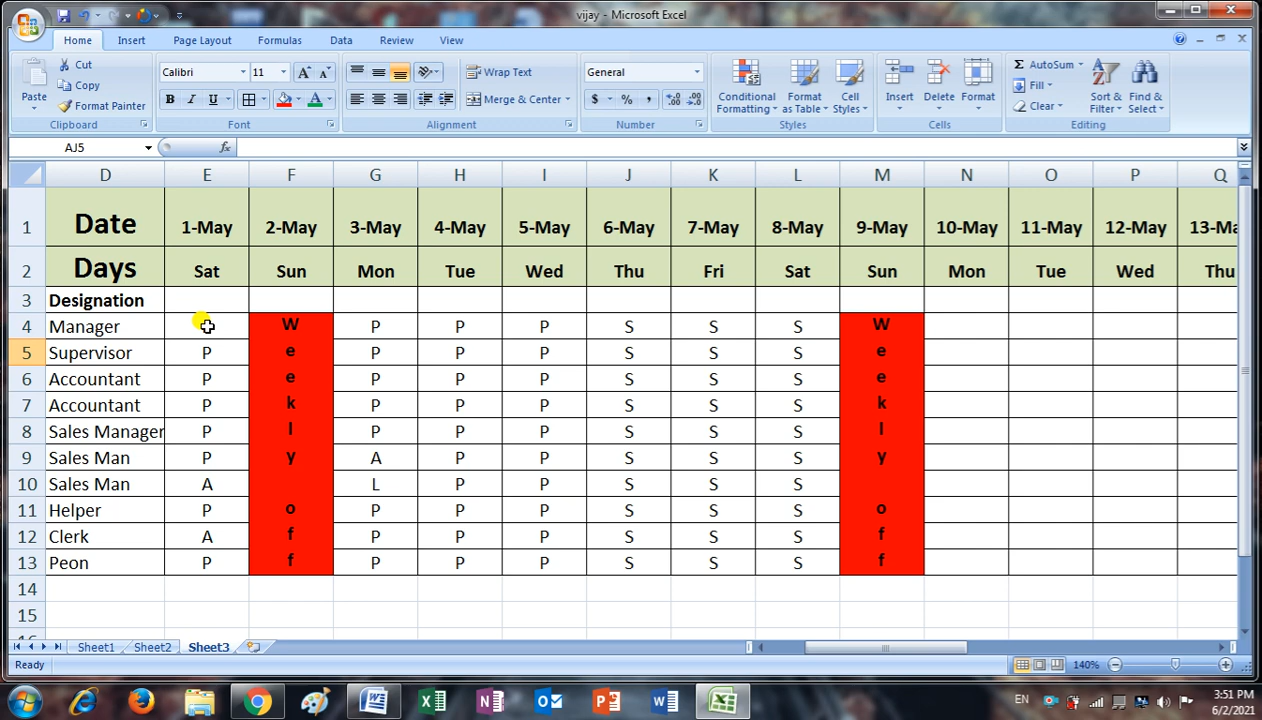 vijay - Microsoft Excel
Home Insert Page Layout Formulas Data Review View
Paste Cut Copy Format Painter Clipboard
Calibri 11 A A B I U A Font
Wrap Text Merge & Center Alignment
General $ % , .00 .0 Number
Conditional Formatting Format as Table Cell Styles Styles
Insert Delete Format Cells
Σ AutoSum Fill Clear Sort & Filter Find & Select Editing
AJ5 fx
D E F G H I J K L M N O P Q
1 Date 1-May 2-May 3-May 4-May 5-May 6-May 7-May 8-May 9-May 10-May 11-May 12-May 13-Ma
2 Days Sat Sun Mon Tue Wed Thu Fri Sat Sun Mon Tue Wed Thu
3 Designation
4 Manager W P P P S S S W
5 Supervisor P e P P P S S S e
6 Accountant P e P P P S S S e
7 Accountant P k P P P S S S k
8 Sales Manager P l P P P S S S l
9 Sales Man P y A P P S S S y
10 Sales Man A L P P S S S
11 Helper P o P P P S S S o
12 Clerk A f P P P S S S f
13 Peon P f P P P S S S f
14
15
Sheet1 Sheet2 Sheet3
Ready 140%
EN 3:51 PM
6/2/2021